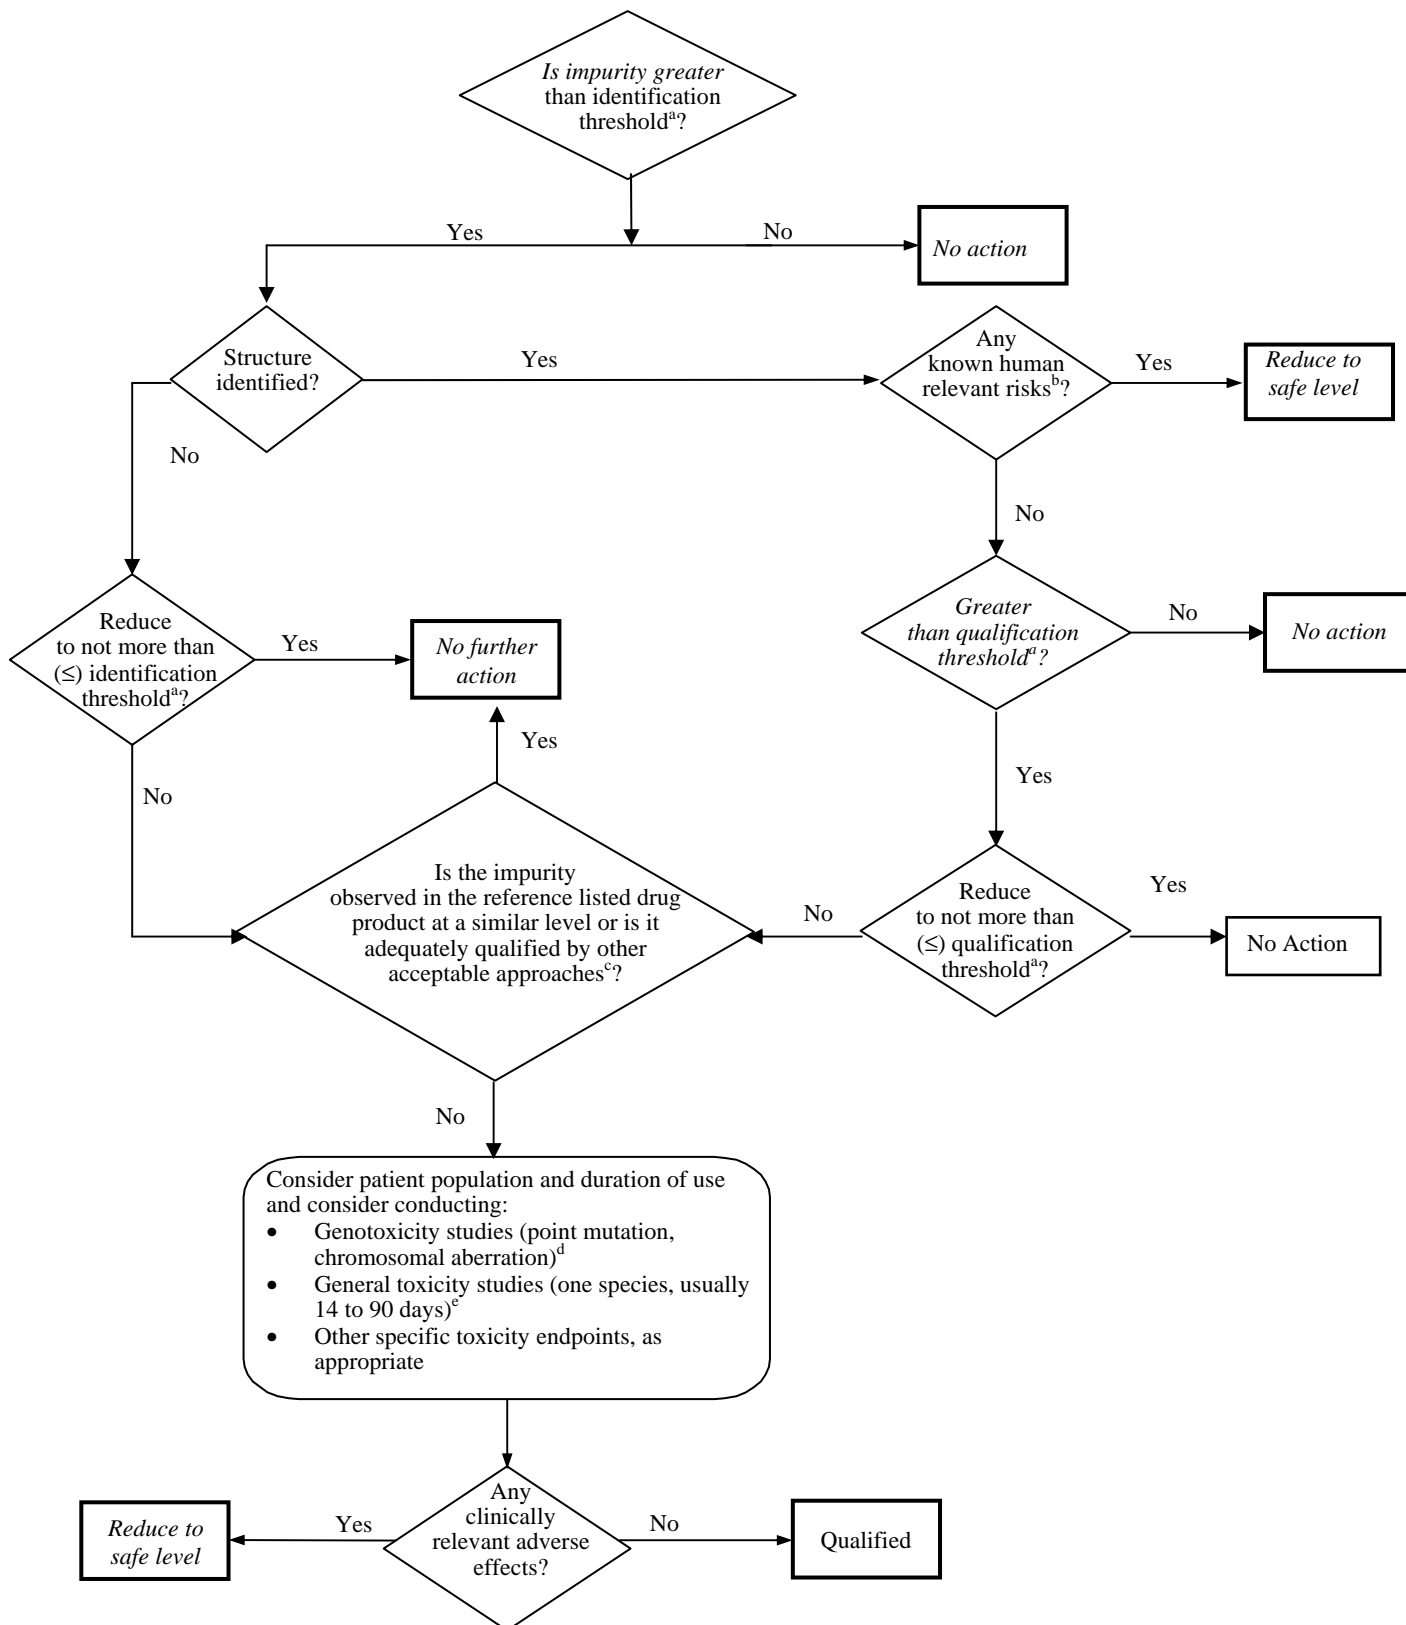 Is impurity greater
than identification
thresholdᵃ?
Yes
No
No action
Structure
identified?
Yes
Any
known human
relevant risksᵇ?
Yes
Reduce to
safe level
No
No
Reduce
to not more than
(≤) identification
thresholdᵃ?
Yes
No further
action
Greater
than qualification
thresholdᵃ?
No
No action
Yes
Yes
No
Is the impurity
observed in the reference listed drug
product at a similar level or is it
adequately qualified by other
acceptable approachesᶜ?
No
Reduce
to not more than
(≤) qualification
thresholdᵃ?
Yes
No Action
No
Consider patient population and duration of use
and consider conducting:
• Genotoxicity studies (point mutation,
chromosomal aberration)ᵈ
• General toxicity studies (one species, usually
14 to 90 days)ᵉ
• Other specific toxicity endpoints, as
appropriate
Reduce to
safe level
Yes
Any
clinically
relevant adverse
effects?
No
Qualified